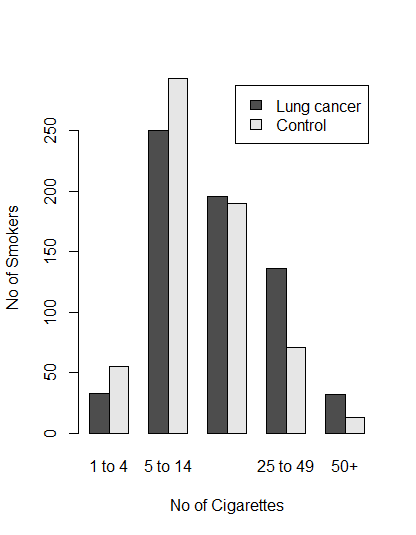 Lung cancer
Control
250
200
150
100
50
0
No of Smokers
1 to 4 5 to 14 25 to 49 50+
No of Cigarettes